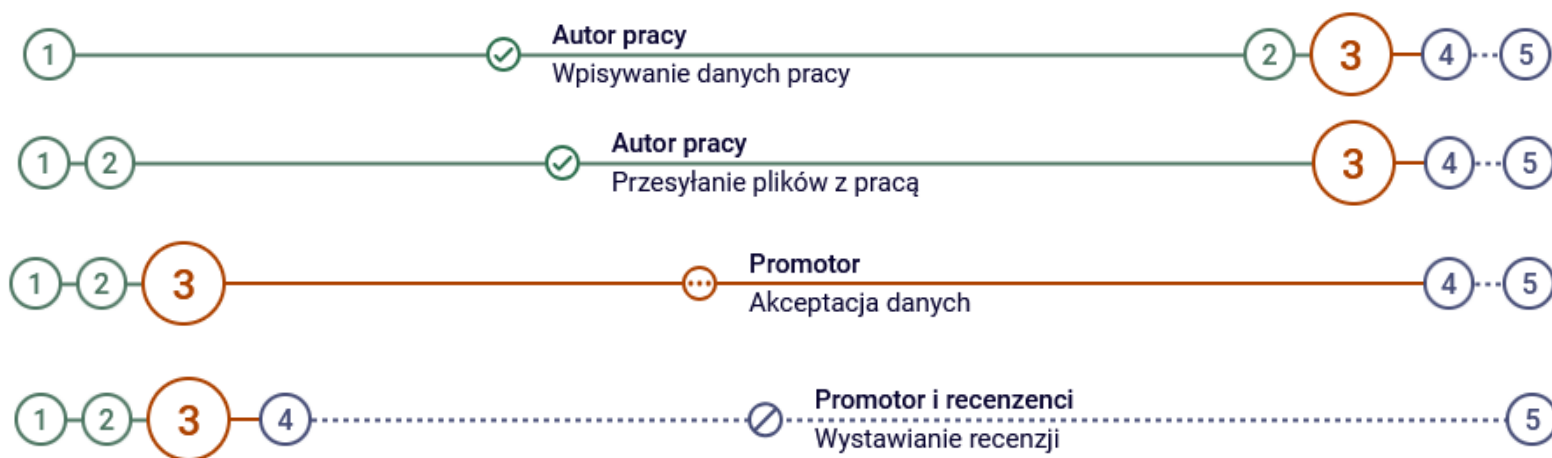 1 Autor pracy 2 3 4 5
Wpisywanie danych pracy
1 2 Autor pracy 3 4 5
Przesyłanie plików z pracą
1 2 3 Promotor 4 5
Akceptacja danych
1 2 3 4 Promotor i recenzenci 5
Wystawianie recenzji